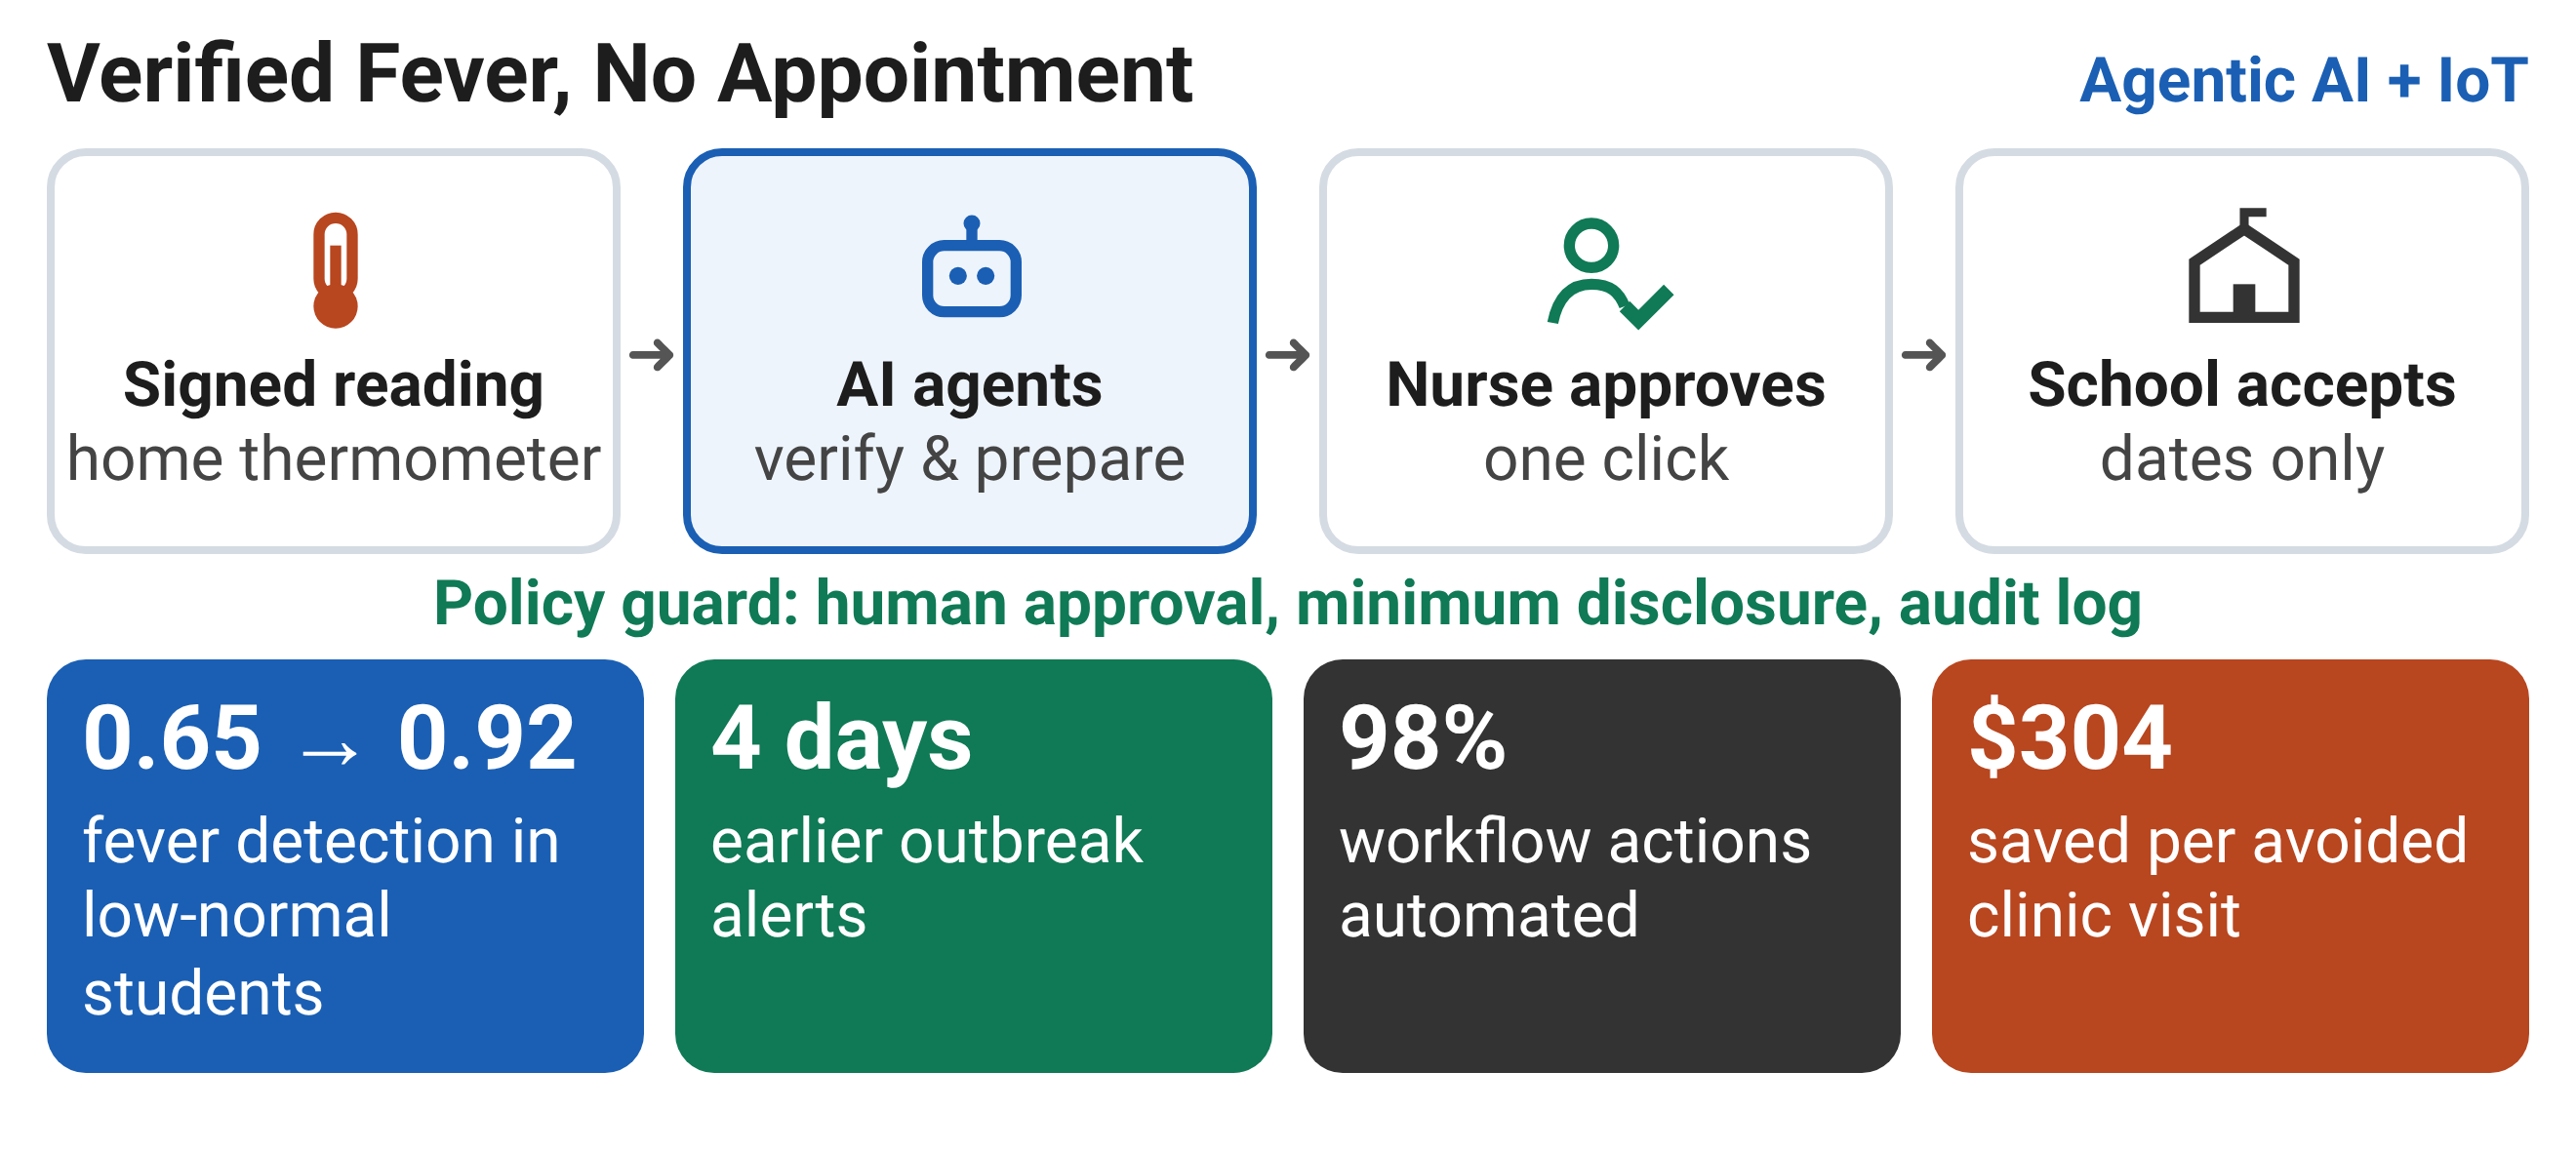 Verified Fever, No Appointment
Agentic AI + IoT
Signed reading
home thermometer
→
AI agents
verify & prepare
→
Nurse approves
one click
→
School accepts
dates only
Policy guard: human approval, minimum disclosure, audit log
0.65 → 0.92
fever detection in
low-normal
students
4 days
earlier outbreak
alerts
98%
workflow actions
automated
$304
saved per avoided
clinic visit